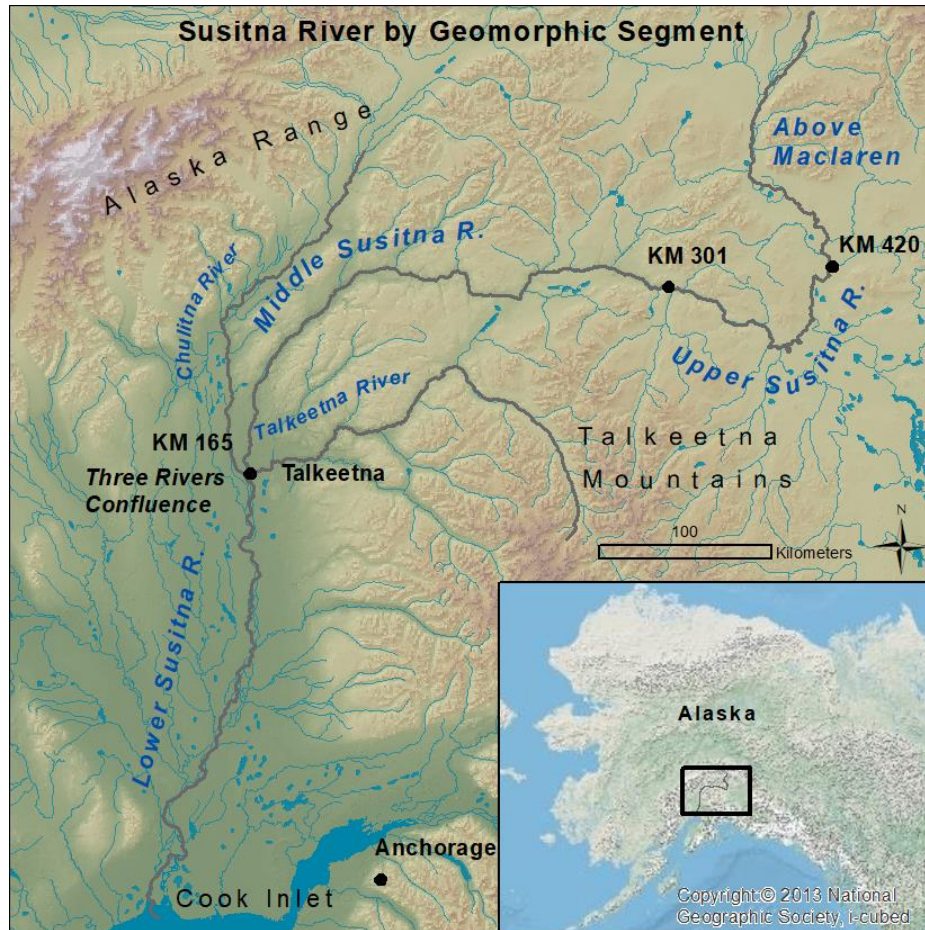 Susitna River by Geomorphic Segment
Above
Maclaren
Alaska Range
Middle Susitna R.
KM 420
KM 301
Chulitna River
Upper Susitna R.
Talkeetna River
Talkeetna
Mountains
KM 165
Three Rivers
Confluence
Talkeetna
N
100
Kilometers
Lower Susitna R.
Alaska
Anchorage
Cook Inlet
Copyright:© 2013 National
Geographic Society, i-cubed